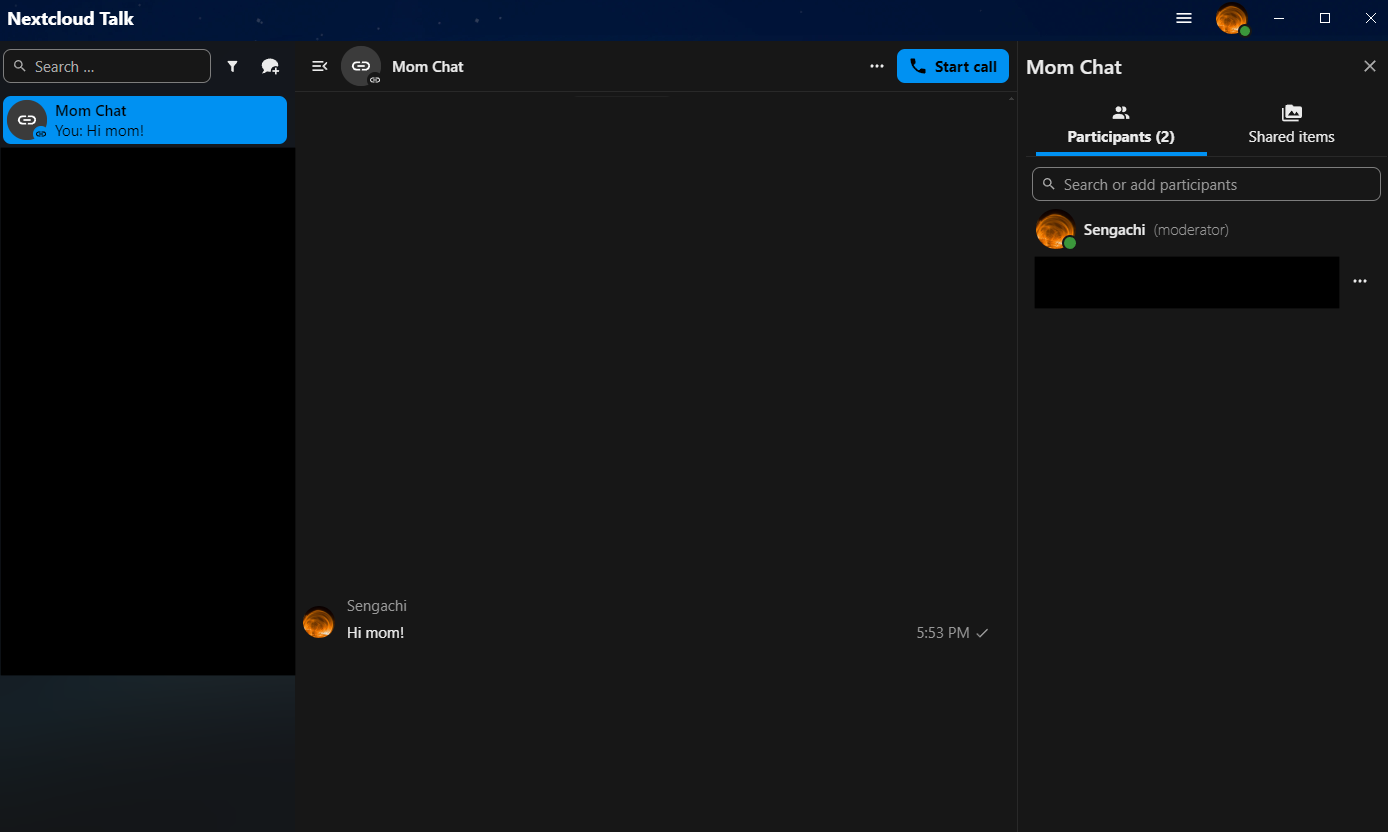 Nextcloud Talk
Search ...
Mom Chat
You: Hi mom!
Mom Chat
Start call
Sengachi
Hi mom!
5:53 PM
Mom Chat
Participants (2)
Shared items
Search or add participants
Sengachi (moderator)